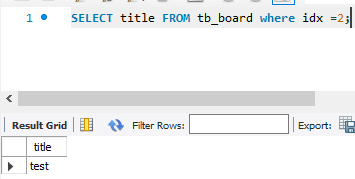 1 SELECT title FROM tb_board where idx =2;
Result Grid Filter Rows: Export:
title
test